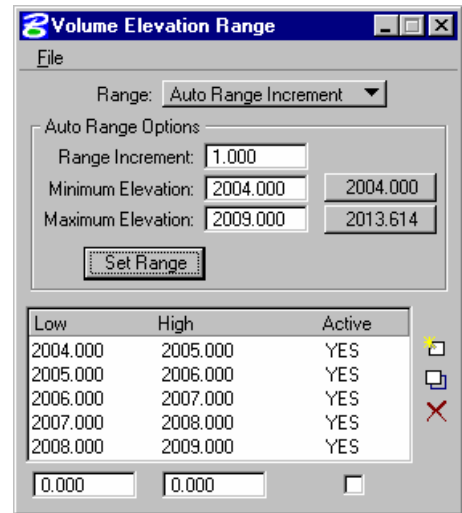 Volume Elevation Range
File
Range: Auto Range Increment
Auto Range Options
Range Increment: 1.000
Minimum Elevation: 2004.000 2004.000
Maximum Elevation: 2009.000 2013.614
Set Range
Low High Active
2004.000 2005.000 YES
2005.000 2006.000 YES
2006.000 2007.000 YES
2007.000 2008.000 YES
2008.000 2009.000 YES
0.000 0.000